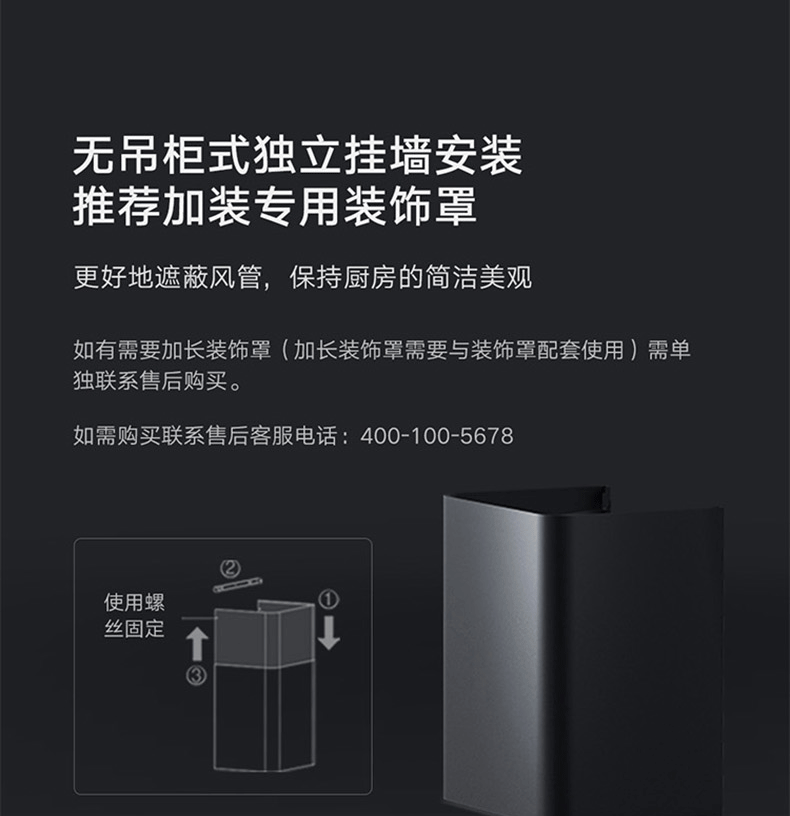 无吊柜式独立挂墙安装
推荐加装专用装饰罩
更好地遮蔽风管，保持厨房的简洁美观
如有需要加长装饰罩（加长装饰罩需要与装饰罩配套使用）需单
独联系售后购买。
如需购买联系售后客服电话：400-100-5678
②
使用螺
丝固定
①
③